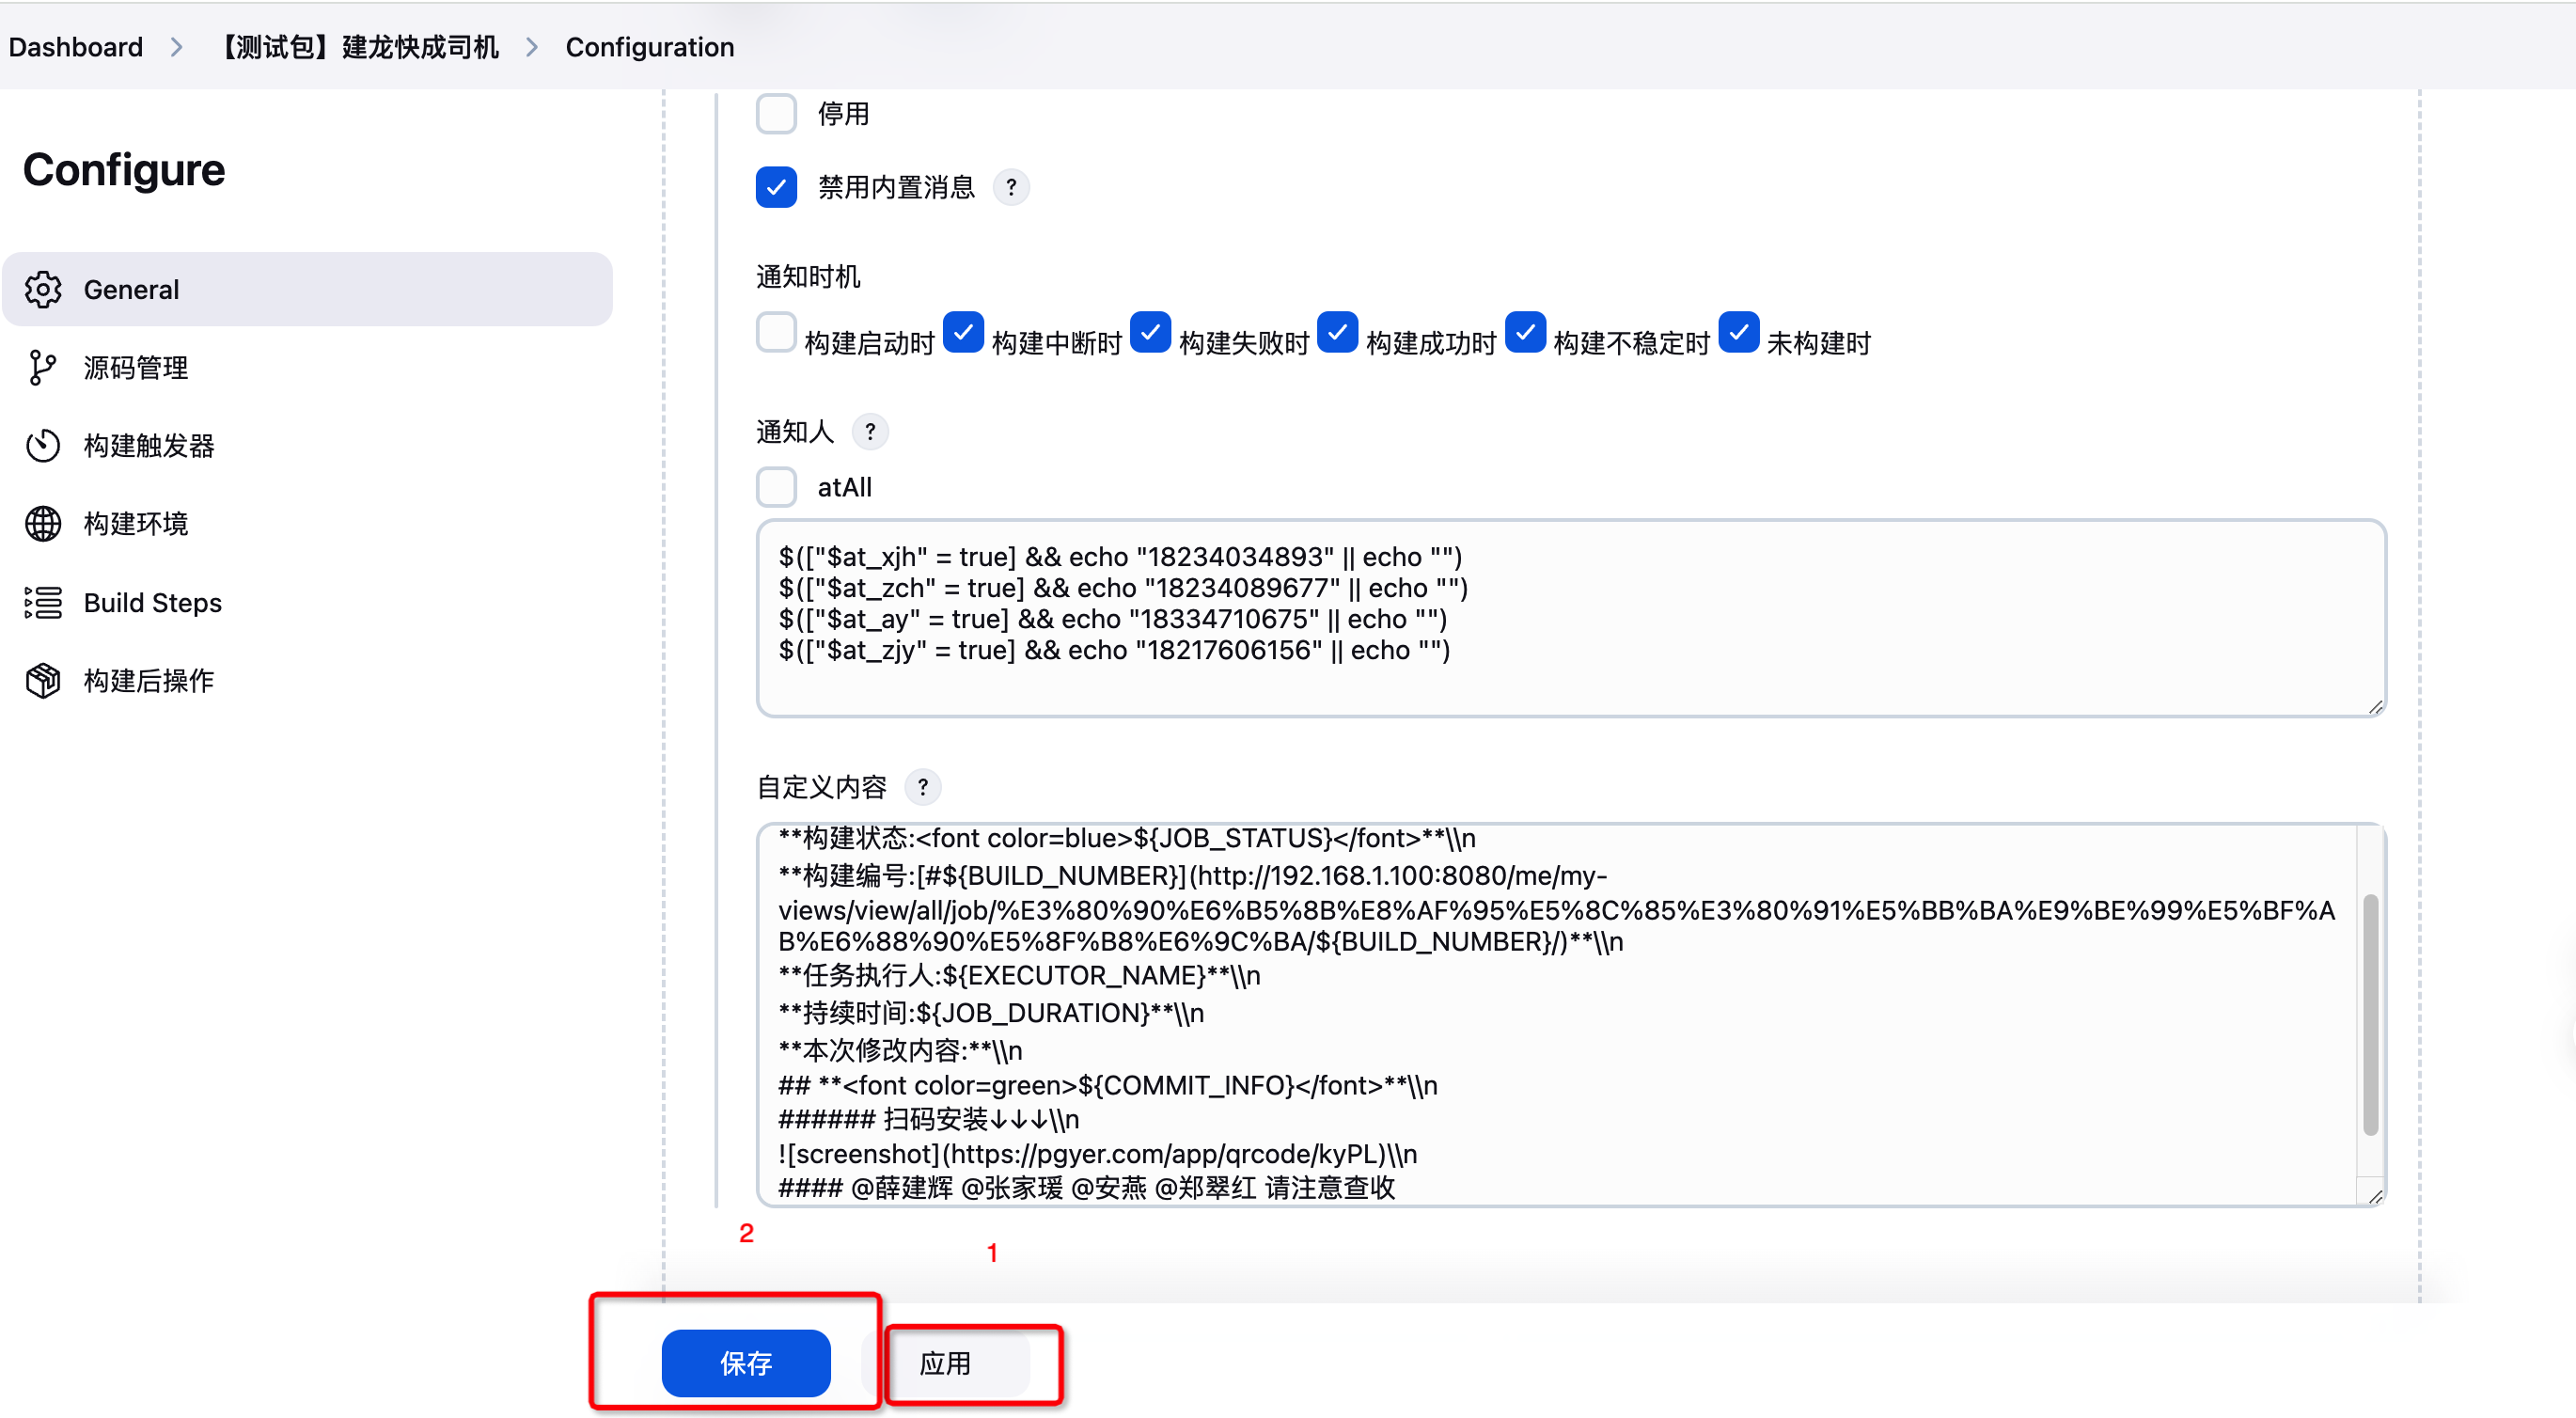 Dashboard > 【测试包】建龙快成司机 > Configuration
Configure
General
源码管理
构建触发器
构建环境
Build Steps
构建后操作
停用
禁用内置消息 ?
通知时机
构建启动时 构建中断时 构建失败时 构建成功时 构建不稳定时 未构建时
通知人 ?
atAll
$(["$at_xjh" = true] && echo "18234034893" || echo "")
$(["$at_zch" = true] && echo "18234089677" || echo "")
$(["$at_ay" = true] && echo "18334710675" || echo "")
$(["$at_zjy" = true] && echo "18217606156" || echo "")
自定义内容 ?
**构建状态:<font color=blue>${JOB_STATUS}</font>**\\n
**构建编号:[#${BUILD_NUMBER}](http://192.168.1.100:8080/me/my-
views/view/all/job/%E3%80%90%E6%B5%8B%E8%AF%95%E5%8C%85%E3%80%91%E5%BB%BA%E9%BE%99%E5%BF%A
B%E6%88%90%E5%8F%B8%E6%9C%BA/${BUILD_NUMBER}/)**\\n
**任务执行人:${EXECUTOR_NAME}**\\n
**持续时间:${JOB_DURATION}**\\n
**本次修改内容:**\\n
## **<font color=green>${COMMIT_INFO}</font>**\\n
###### 扫码安装↓↓↓\\n
![screenshot](https://pgyer.com/app/qrcode/kyPL)\\n
#### @薛建辉 @张家瑗 @安燕 @郑翠红 请注意查收
2
1
保存
应用